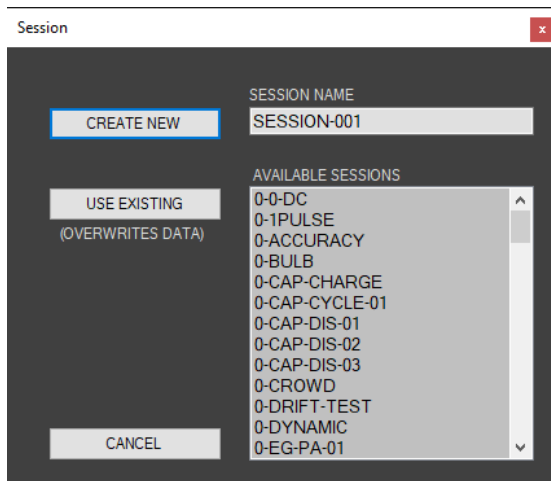 Session
x
SESSION NAME
CREATE NEW
SESSION-001
AVAILABLE SESSIONS
USE EXISTING
(OVERWRITES DATA)
0-0-DC
0-1PULSE
0-ACCURACY
0-BULB
0-CAP-CHARGE
0-CAP-CYCLE-01
0-CAP-DIS-01
0-CAP-DIS-02
0-CAP-DIS-03
0-CROWD
0-DRIFT-TEST
0-DYNAMIC
0-EG-PA-01
CANCEL